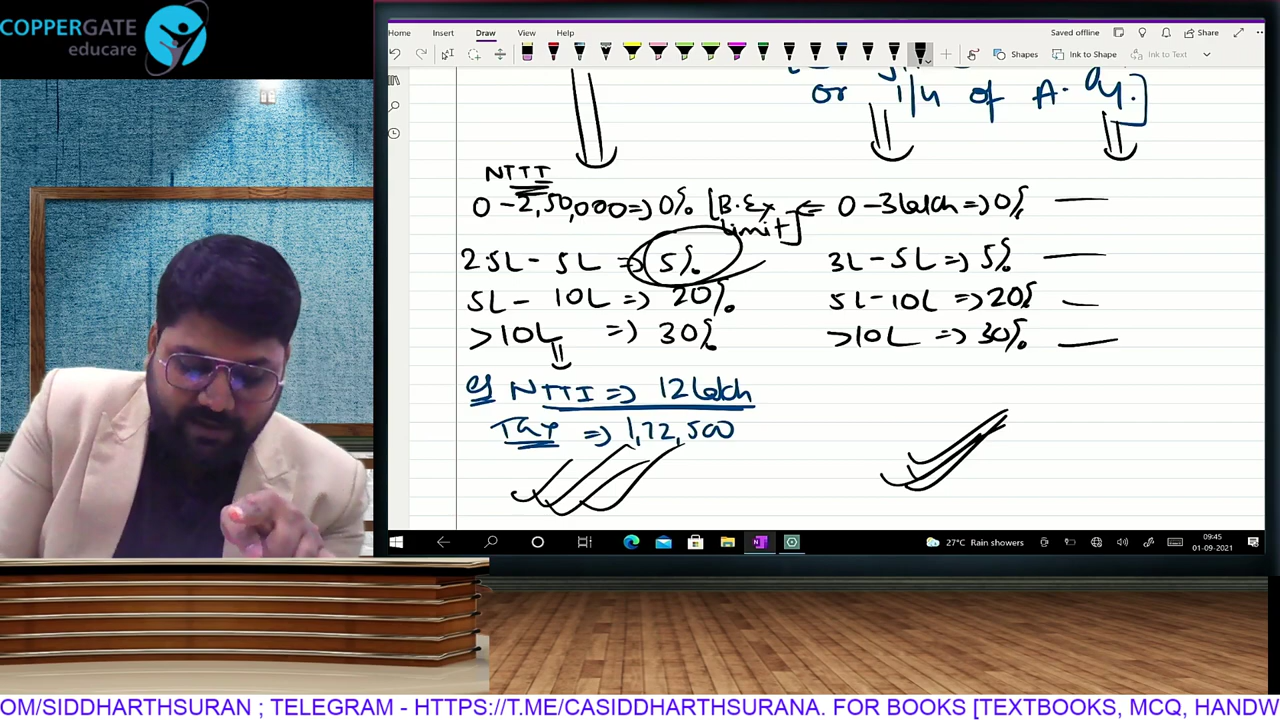 COPPERGATE
educare
Home Insert Draw View Help
Saved offline
Share
Shapes
Ink to Shape
Ink to Text
or 1/4 of A.
NTTI
0 - 2,50,000 => 0% [B. Ex limit] <= 0 - 3 lakh => 0%
2.5L - 5L => 5% 3L - 5L => 5%
5L - 10L => 20% 5L - 10L => 20%
>10L => 30% >10L => 30%
eg NTTI => 12 lakh
Tax => 1,72,500
27°C Rain showers
09:45
01-09-2021
OM/SIDDHARTHSURAN ; TELEGRAM - HTTPS://T.ME/CASIDDHARTHSURANA. FOR BOOKS [TEXTBOOKS, MCQ, HANDW